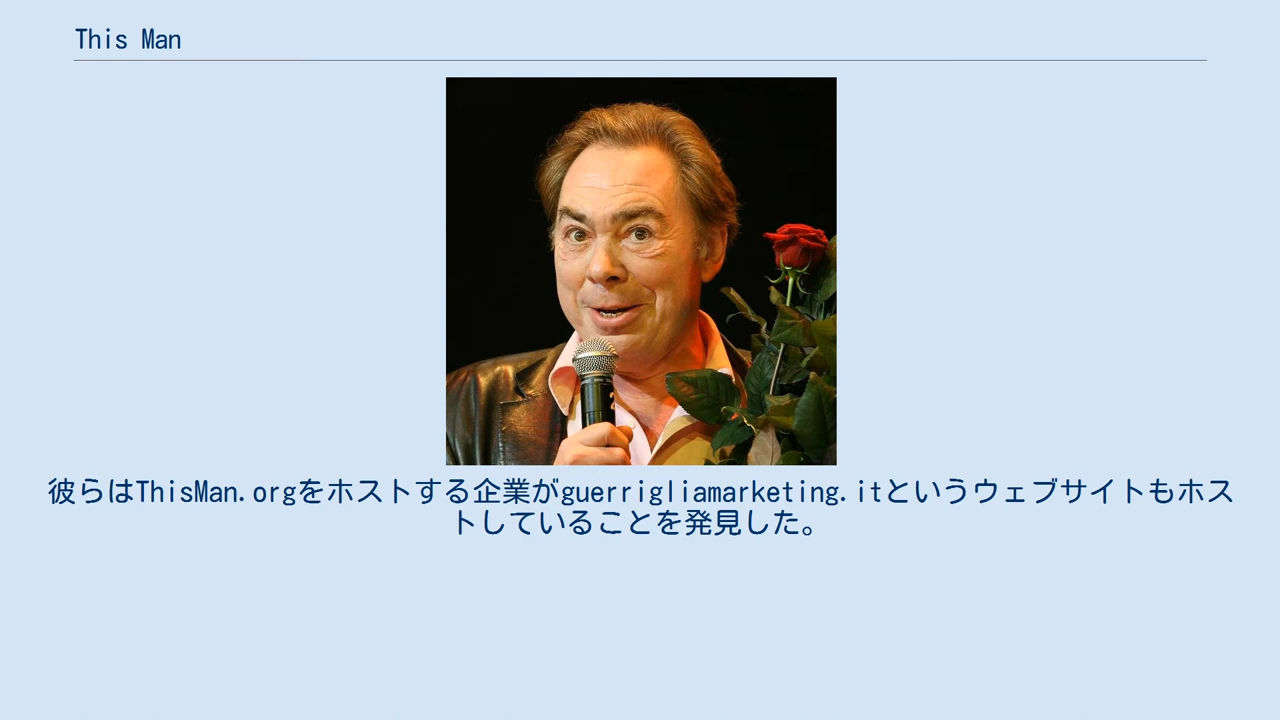 This Man
彼らはThisMan.orgをホストする企業がguerrigliamarketing.itというウェブサイトもホス
トしていることを発見した。